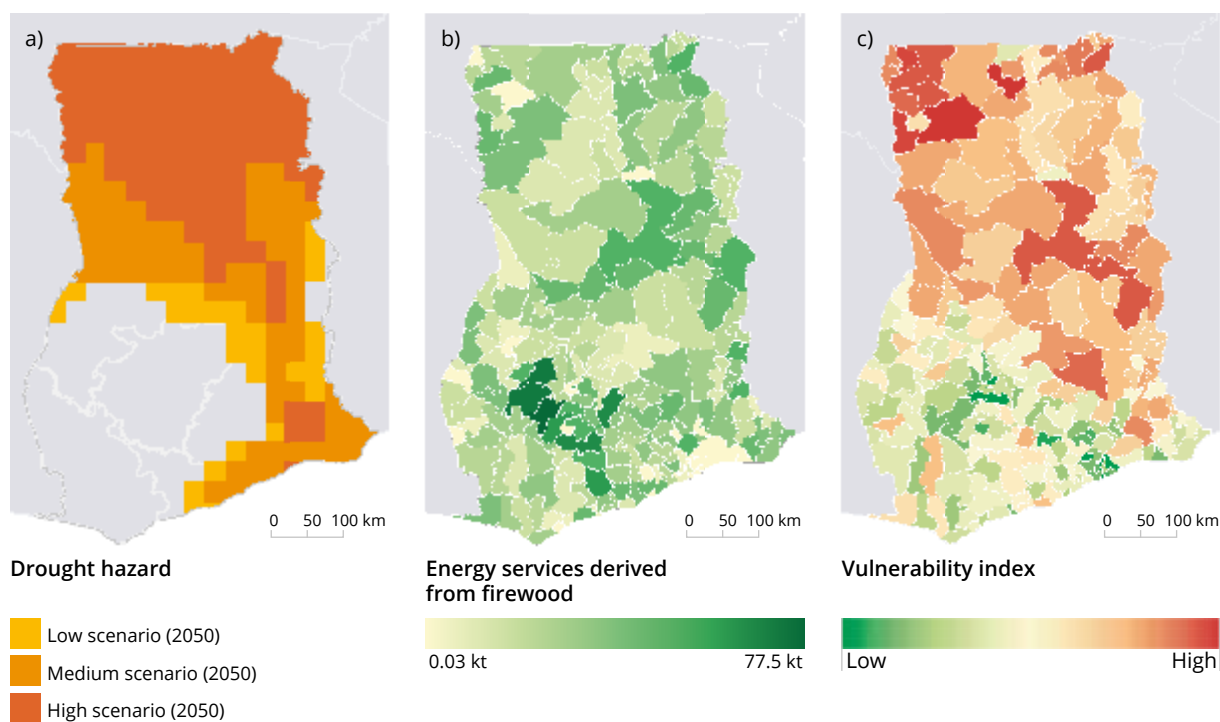 a)
b)
c)
0 50 100 km
0 50 100 km
0 50 100 km
Drought hazard
Low scenario (2050)
Medium scenario (2050)
High scenario (2050)
Energy services derived
from firewood
0.03 kt 77.5 kt
Vulnerability index
Low High